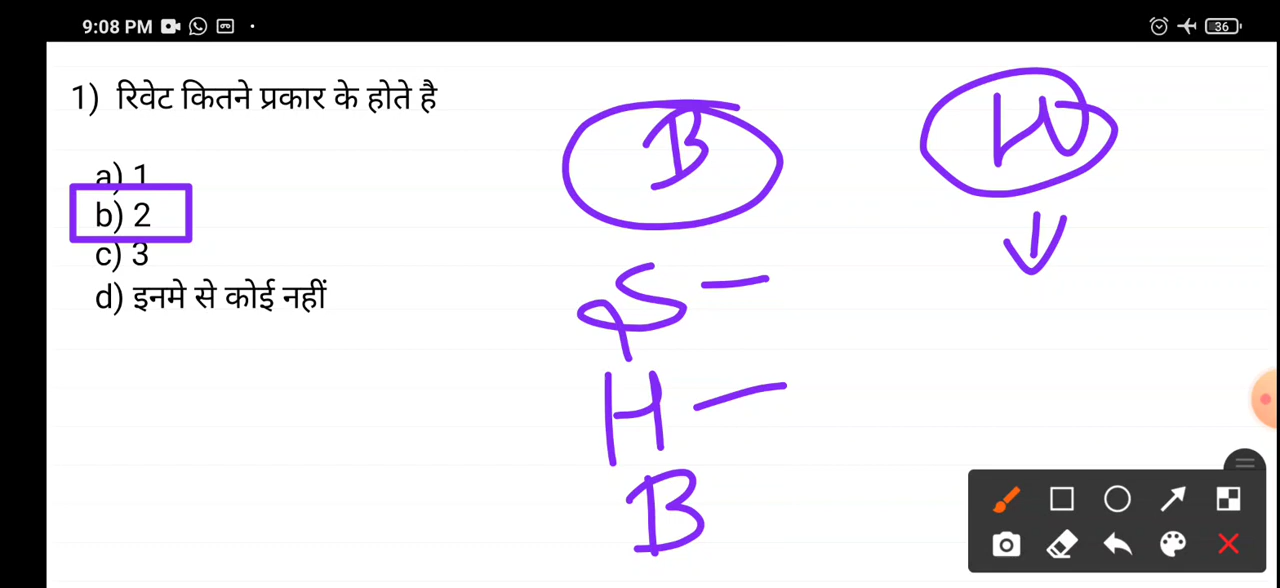 9:08 PM
36
1) रिवेट कितने प्रकार के होते है
a) 1
b) 2
c) 3
d) इनमे से कोई नहीं
B
S
H
B